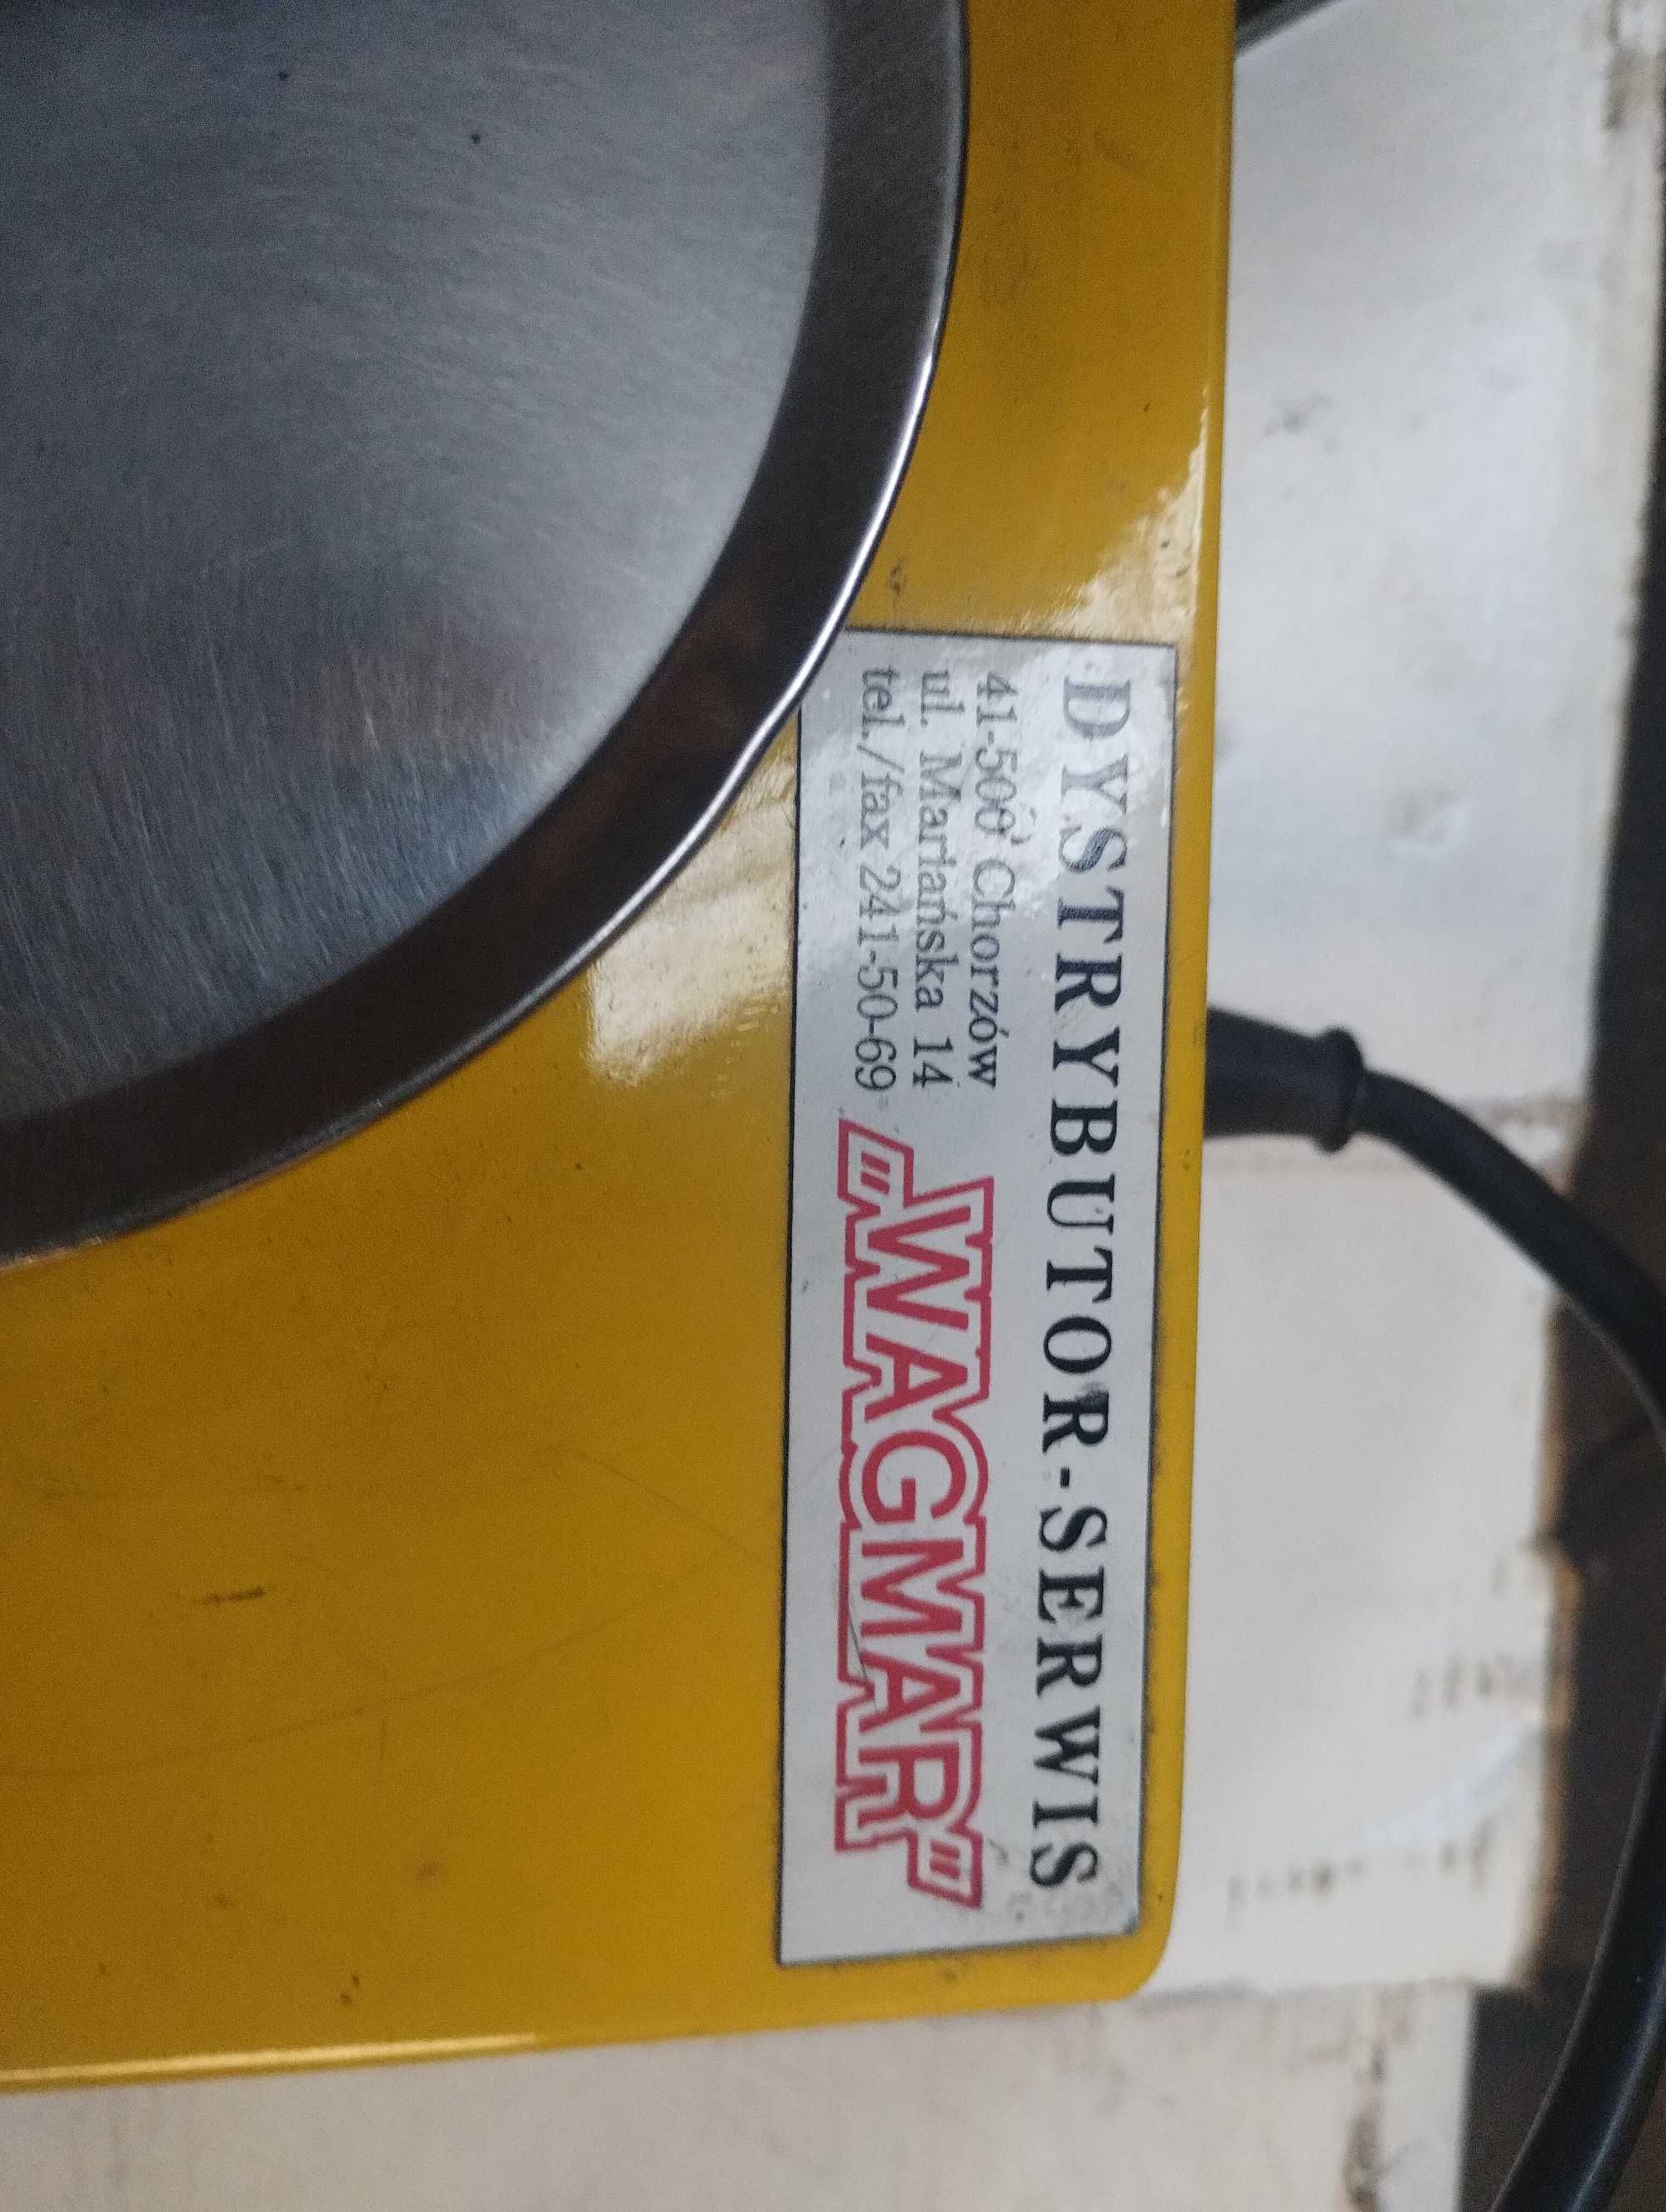 DYSTRYBUTOR-SERWIS
41-500 Chorzów
ul. Mariańska 14
tel./fax 241-50-69
„WAGMAR”